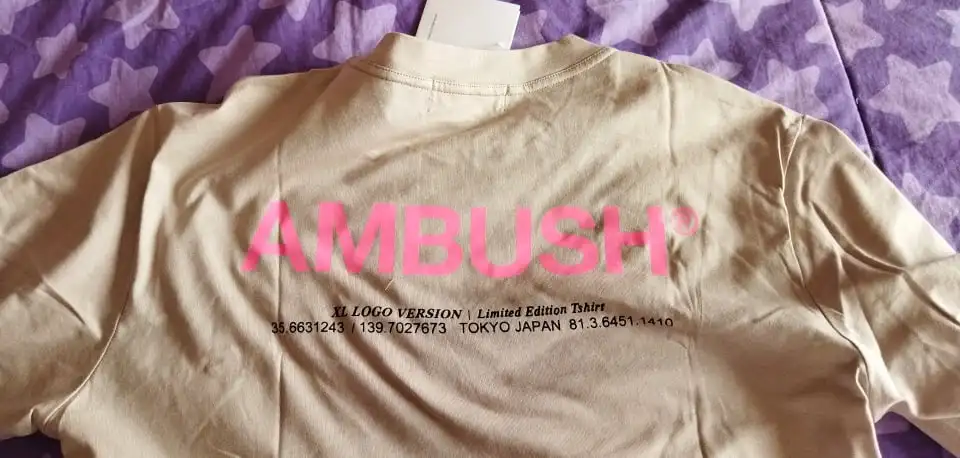 AMBUSH®
XL LOGO VERSION | Limited Edition Tshirt
35.6631243 / 139.7027673 TOKYO JAPAN 81.3.6451.1410